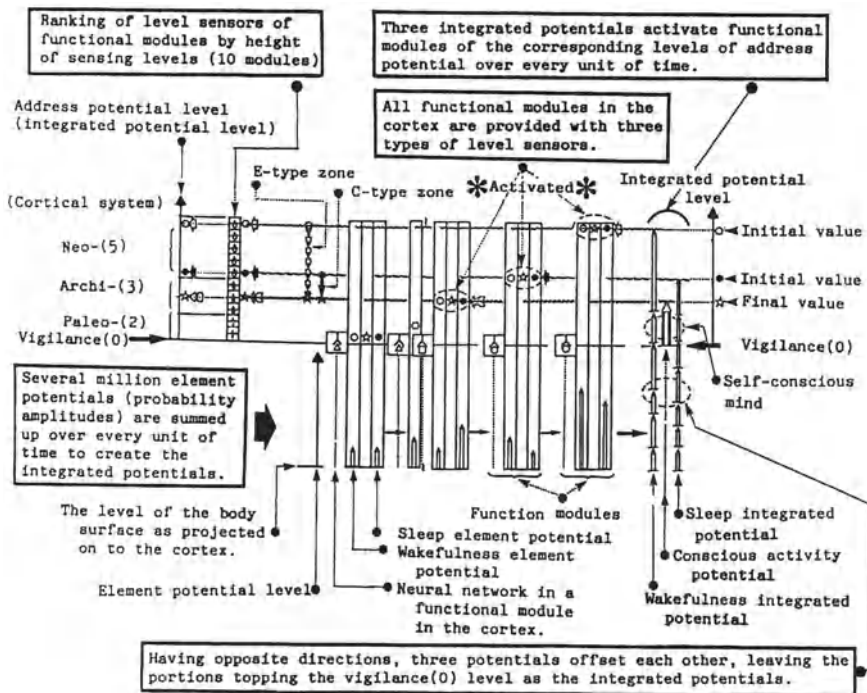 Ranking of level sensors of
functional modules by height
of sensing levels (10 modules)
Three integrated potentials activate functional
modules of the corresponding levels of address
potential over every unit of time.
Address potential level
(integrated potential level)
All functional modules in the
cortex are provided with three
types of level sensors.
E-type zone
C-type zone
*Activated*
Integrated potential
level
(Cortical system)
Neo-(5)
Archi-(3)
Paleo-(2)
Vigilance(0)
Initial value
Initial value
Final value
Vigilance(0)
Self-conscious
mind
Several million element
potentials (probability
amplitudes) are summed
up over every unit of
time to create the
integrated potentials.
The level of the body
surface as projected
on to the cortex.
Element potential level
Sleep element potential
Wakefulness element
potential
Neural network in a
functional module
in the cortex.
Function modules
Sleep integrated
potential
Conscious activity
potential
Wakefulness integrated
potential
Having opposite directions, three potentials offset each other, leaving the
portions topping the vigilance(0) level as the integrated potentials.